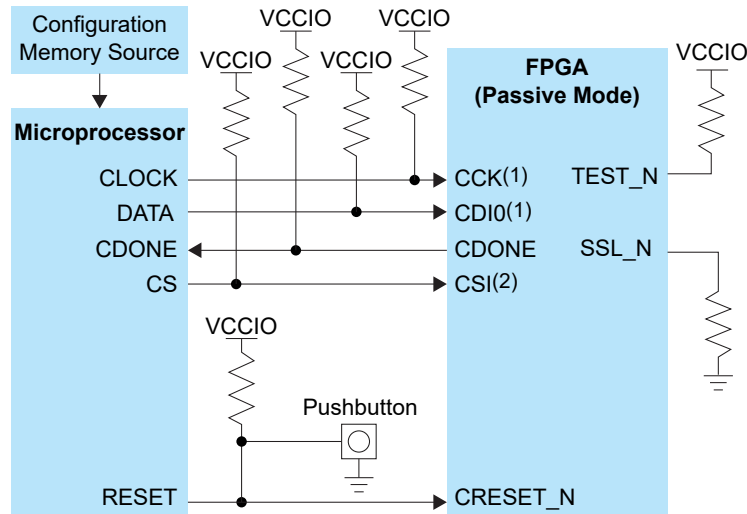 Configuration
Memory Source
VCCIO
VCCIO
VCCIO
VCCIO
FPGA
(Passive Mode)
VCCIO
Microprocessor
CLOCK
CCK(1)
TEST_N
DATA
CDI0(1)
CDONE
CDONE
SSL_N
CS
CSI(2)
VCCIO
Pushbutton
RESET
CRESET_N